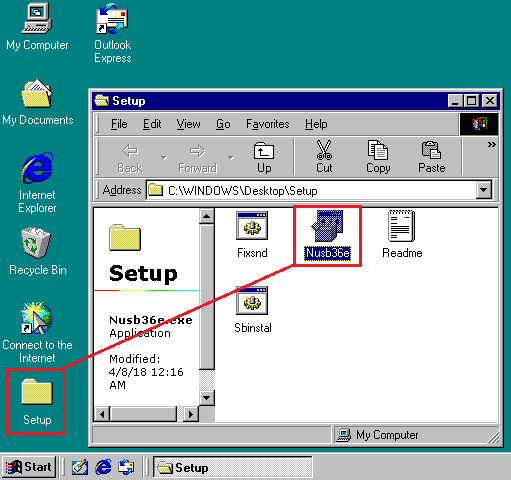 My Computer
Outlook
Express
My Documents
Internet
Explorer
Recycle Bin
Connect to the
Internet
Setup
Setup
File Edit View Go Favorites Help
Back Forward Up Cut Copy Paste »
Address C:\WINDOWS\Desktop\Setup
Setup
Nusb36e.exe
Application
Modified:
4/8/18 12:16
AM
Fixsnd Nusb36e Readme
Sbinstal
My Computer
Start Setup